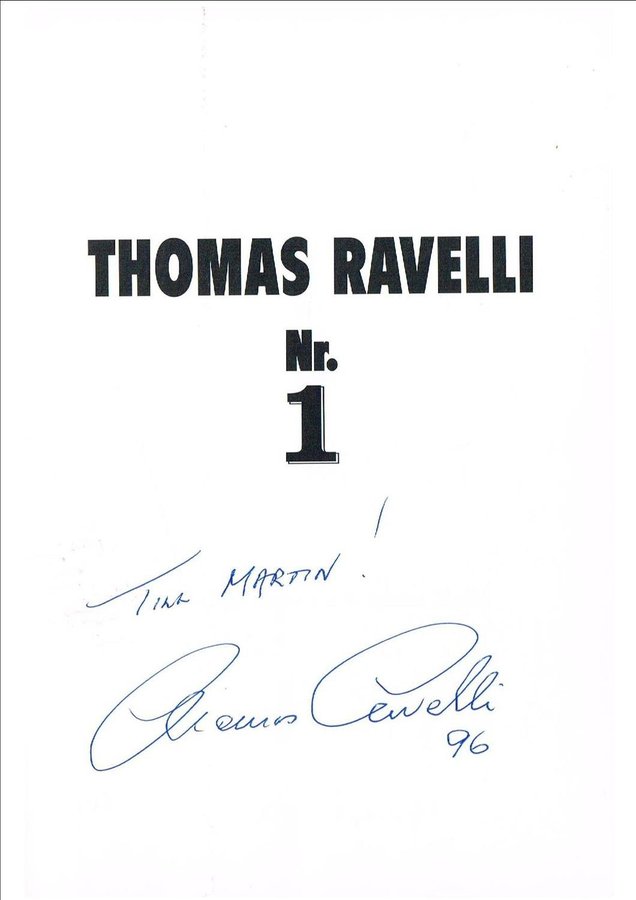 THOMAS RAVELLI
Nr.
1
TILL MARTIN!
Thomas Ravelli
96